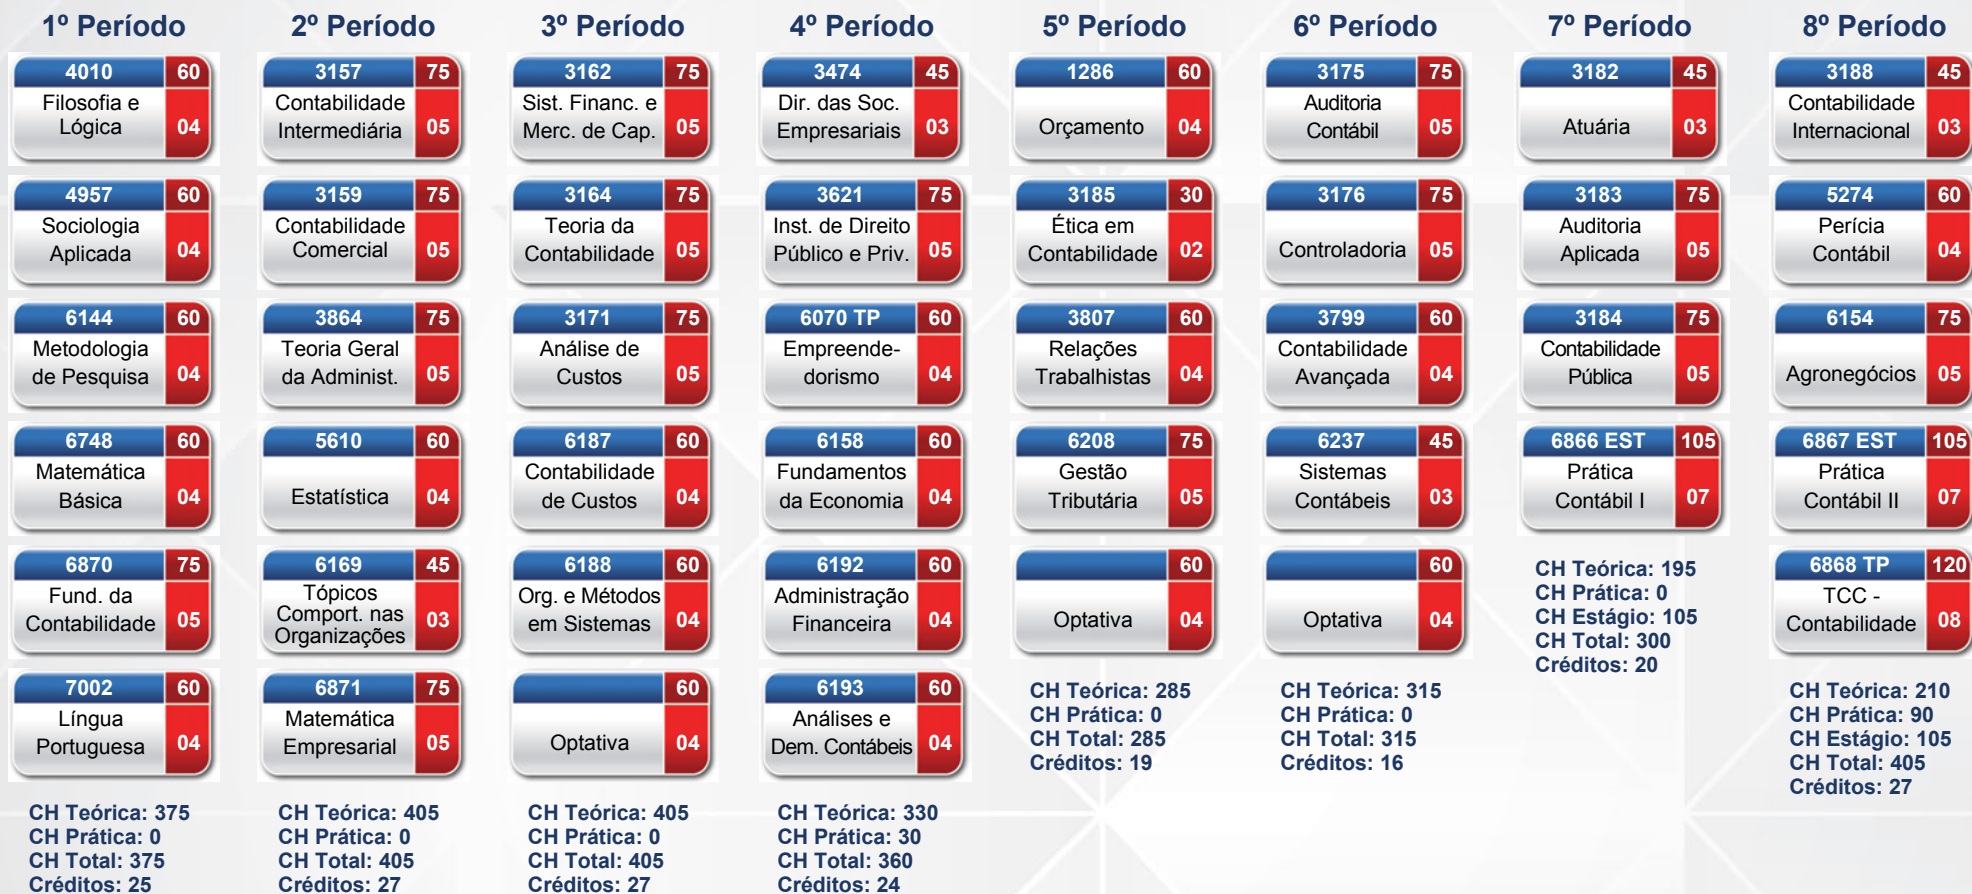 1º Período
4010 60
Filosofia e
Lógica 04
4957 60
Sociologia
Aplicada 04
6144 60
Metodologia
de Pesquisa 04
6748 60
Matemática
Básica 04
6870 75
Fund. da
Contabilidade 05
7002 60
Língua
Portuguesa 04
CH Teórica: 375
CH Prática: 0
CH Total: 375
Créditos: 25
2º Período
3157 75
Contabilidade
Intermediária 05
3159 75
Contabilidade
Comercial 05
3864 75
Teoria Geral
da Administ. 05
5610 60
Estatística 04
6169 45
Tópicos
Comport. nas 03
Organizações
6871 75
Matemática
Empresarial 05
CH Teórica: 405
CH Prática: 0
CH Total: 405
Créditos: 27
3º Período
3162 75
Sist. Financ. e
Merc. de Cap. 05
3164 75
Teoria da
Contabilidade 05
3171 75
Análise de
Custos 05
6187 60
Contabilidade
de Custos 04
6188 60
Org. e Métodos
em Sistemas 04
60
Optativa 04
CH Teórica: 405
CH Prática: 0
CH Total: 405
Créditos: 27
4º Período
3474 45
Dir. das Soc.
Empresariais 03
3621 75
Inst. de Direito
Público e Priv. 05
6070 TP 60
Empreende-
dorismo 04
6158 60
Fundamentos
da Economia 04
6192 60
Administração
Financeira 04
6193 60
Análises e
Dem. Contábeis 04
CH Teórica: 330
CH Prática: 30
CH Total: 360
Créditos: 24
5º Período
1286 60
Orçamento 04
3185 30
Ética em
Contabilidade 02
3807 60
Relações
Trabalhistas 04
6208 75
Gestão
Tributária 05
60
Optativa 04
CH Teórica: 285
CH Prática: 0
CH Total: 285
Créditos: 19
6º Período
3175 75
Auditoria
Contábil 05
3176 75
Controladoria 05
3799 60
Contabilidade
Avançada 04
6237 45
Sistemas
Contábeis 03
60
Optativa 04
CH Teórica: 315
CH Prática: 0
CH Total: 315
Créditos: 16
7º Período
3182 45
Atuária 03
3183 75
Auditoria
Aplicada 05
3184 75
Contabilidade
Pública 05
6866 EST 105
Prática
Contábil I 07
CH Teórica: 195
CH Prática: 0
CH Estágio: 105
CH Total: 300
Créditos: 20
8º Período
3188 45
Contabilidade
Internacional 03
5274 60
Perícia
Contábil 04
6154 75
Agronegócios 05
6867 EST 105
Prática
Contábil II 07
6868 TP 120
TCC -
Contabilidade 08
CH Teórica: 210
CH Prática: 90
CH Estágio: 105
CH Total: 405
Créditos: 27